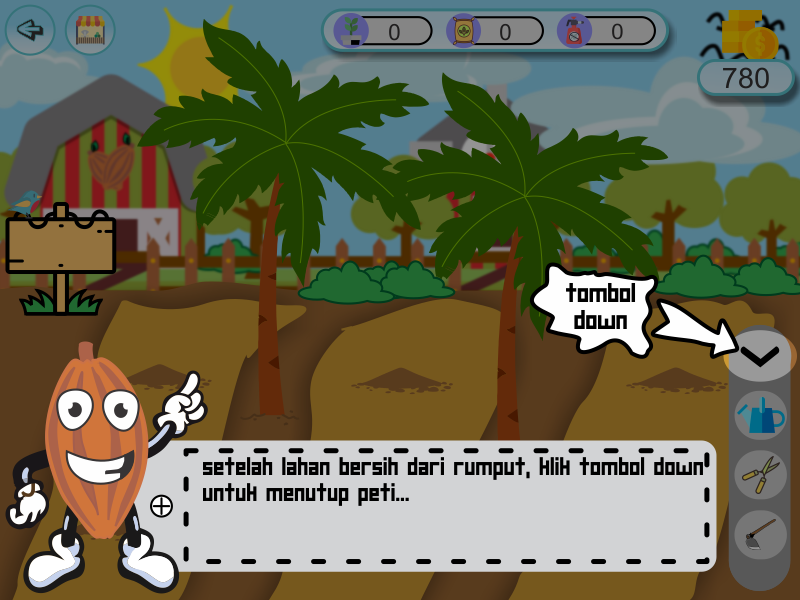 0
0
0
780
tombol
down
setelah lahan bersih dari rumput, klik tombol down
untuk menutup peti...